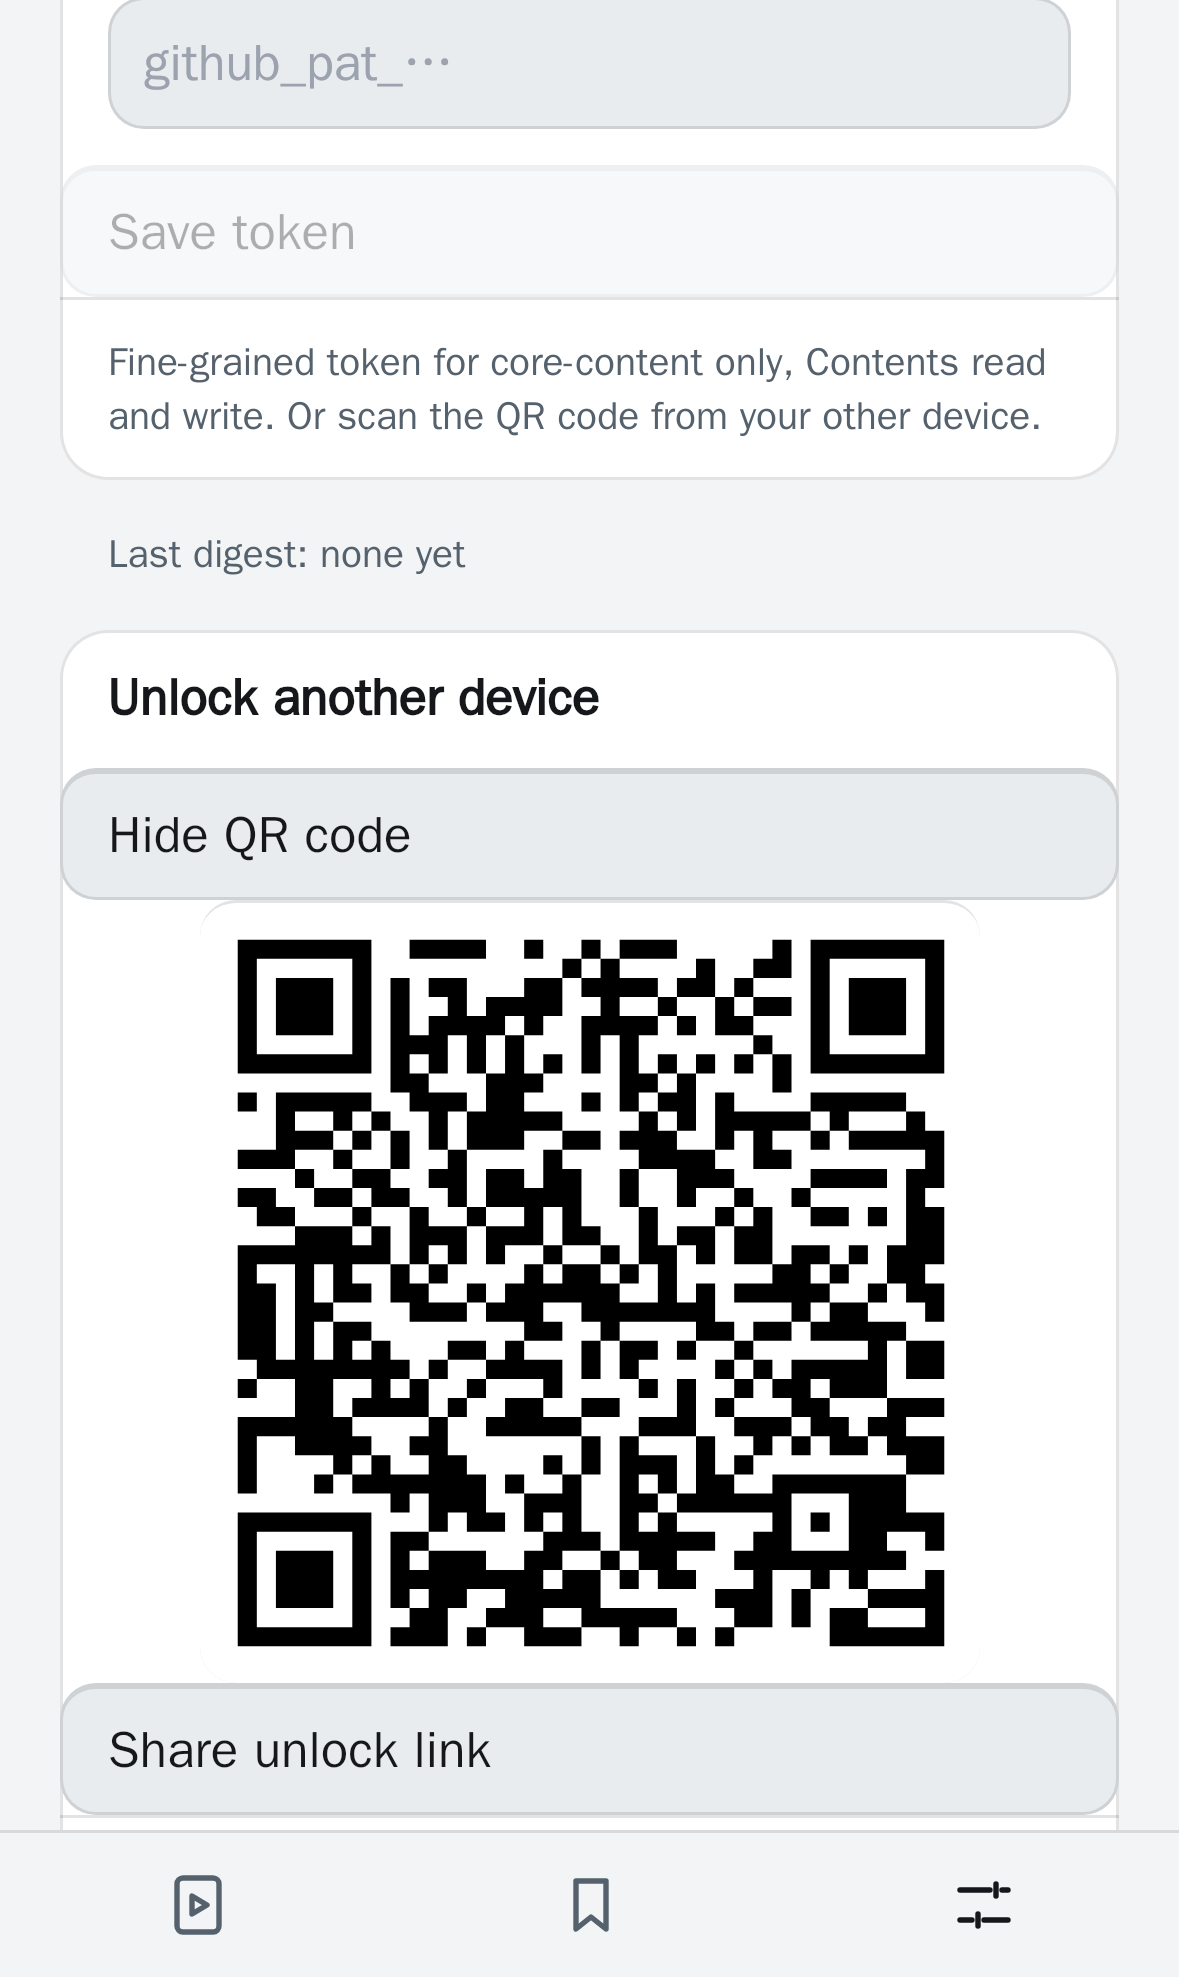 github_pat_…
Save token
Fine-grained token for core-content only, Contents read
and write. Or scan the QR code from your other device.
Last digest: none yet
Unlock another device
Hide QR code
Share unlock link